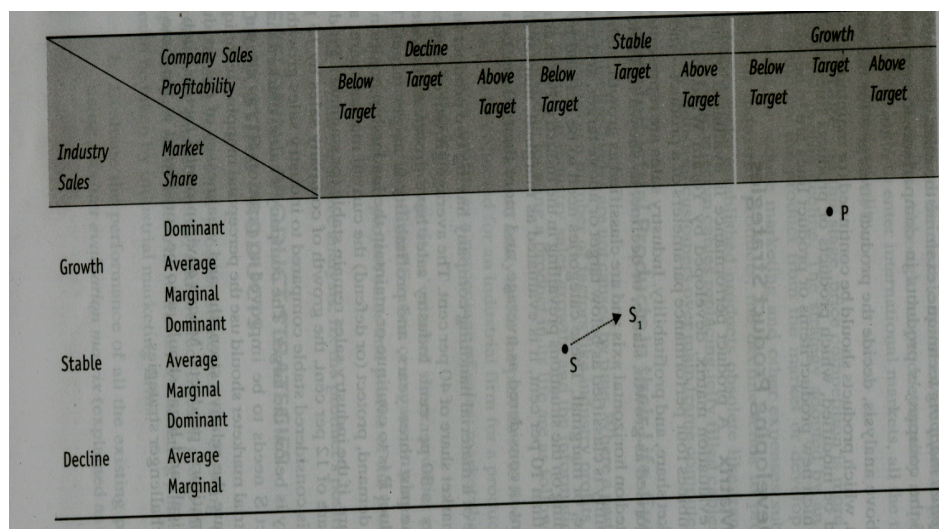 Company Sales Decline Stable Growth
Profitability Below Target Above Below Target Above Below Target Above
Target Target Target Target Target Target
Industry Market
Sales Share
Dominant P
Growth Average
Marginal
Dominant S1
Stable Average S
Marginal
Dominant
Decline Average
Marginal